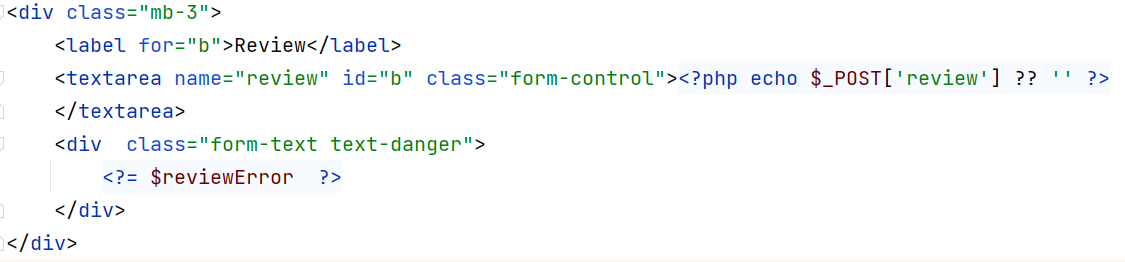 <div class="mb-3">
    <label for="b">Review</label>
    <textarea name="review" id="b" class="form-control"><?php echo $_POST['review'] ?? '' ?>
    </textarea>
    <div  class="form-text text-danger">
        <?= $reviewError  ?>
    </div>
</div>